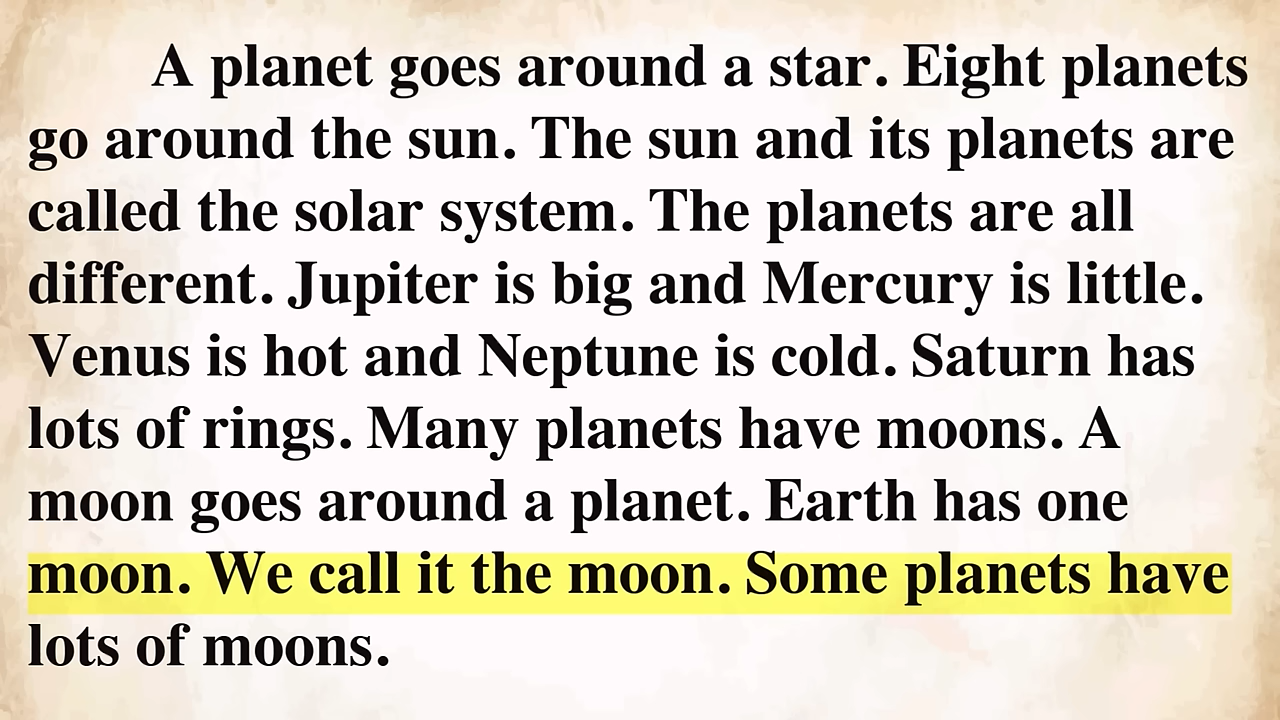 A planet goes around a star. Eight planets
go around the sun. The sun and its planets are
called the solar system. The planets are all
different. Jupiter is big and Mercury is little.
Venus is hot and Neptune is cold. Saturn has
lots of rings. Many planets have moons. A
moon goes around a planet. Earth has one
moon. We call it the moon. Some planets have
lots of moons.